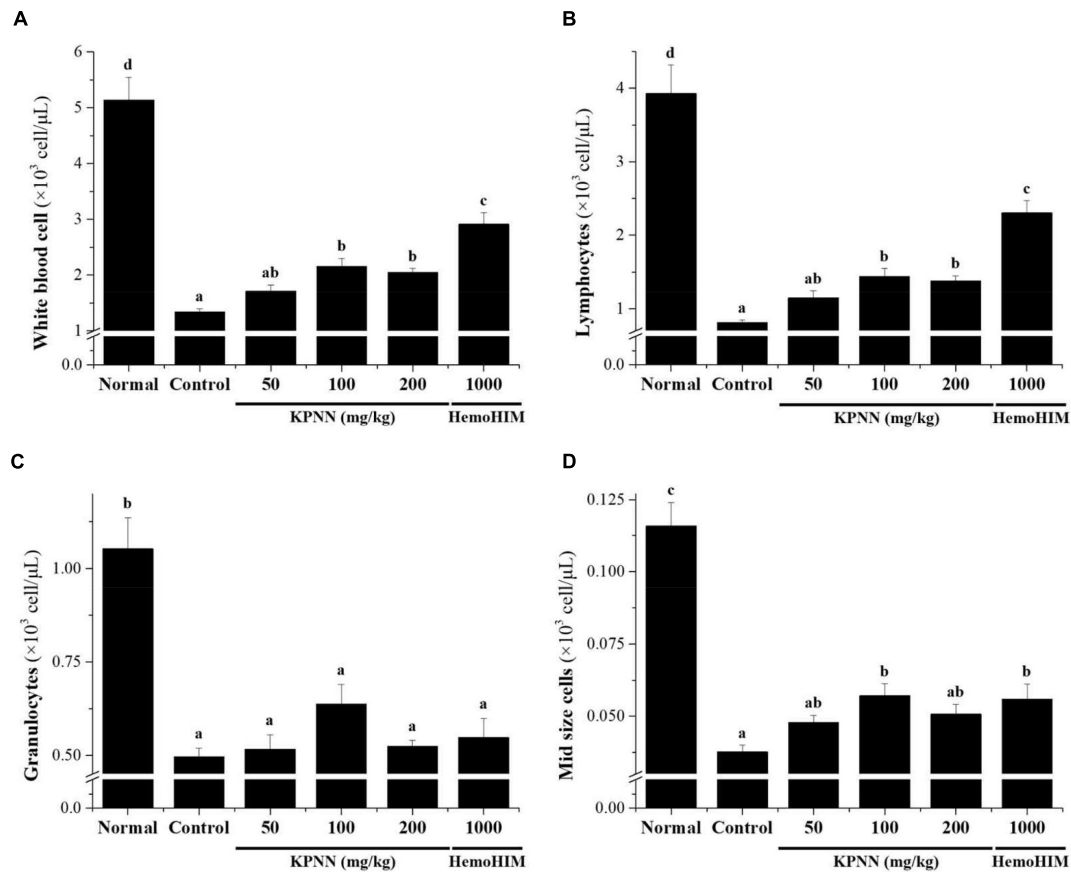 A
White blood cell (×10³ cell/µL)
6
5
4
3
2
1
0.0
d
a
ab
b
b
c
Normal Control 50 100 200 1000
KPNN (mg/kg) HemoHIM
B
Lymphocytes (×10³ cell/µL)
4
3
2
1
0.0
d
a
ab
b
b
c
Normal Control 50 100 200 1000
KPNN (mg/kg) HemoHIM
C
Granulocytes (×10³ cell/µL)
1.00
0.75
0.50
0.0
b
a
a
a
a
a
Normal Control 50 100 200 1000
KPNN (mg/kg) HemoHIM
D
Mid size cells (×10³ cell/µL)
0.125
0.100
0.075
0.050
0.00
c
a
ab
b
ab
b
Normal Control 50 100 200 1000
KPNN (mg/kg) HemoHIM